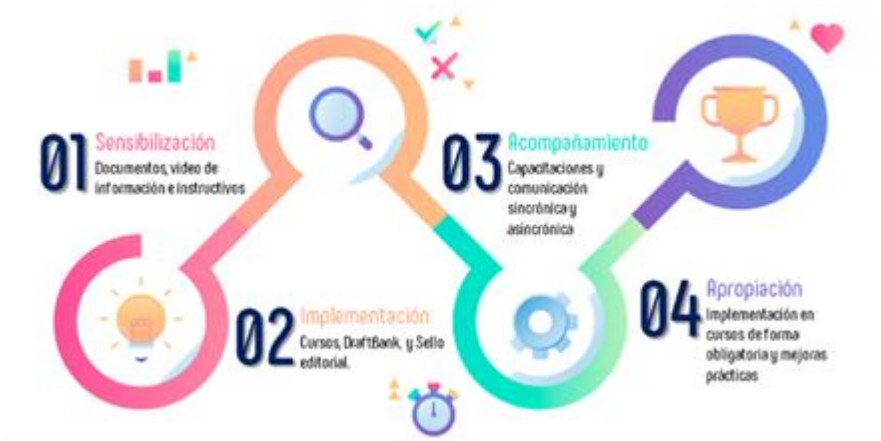 01
Sensibilización
Documentos, video de
información e instructivos
02
Implementación
Cursos, DraftBank, y Sello
editorial.
03
Acompañamiento
Capacitaciones y
comunicación
sincrónica y
asincrónica
04
Apropiación
Implementación en
cursos de forma
obligatoria y mejoras
prácticas